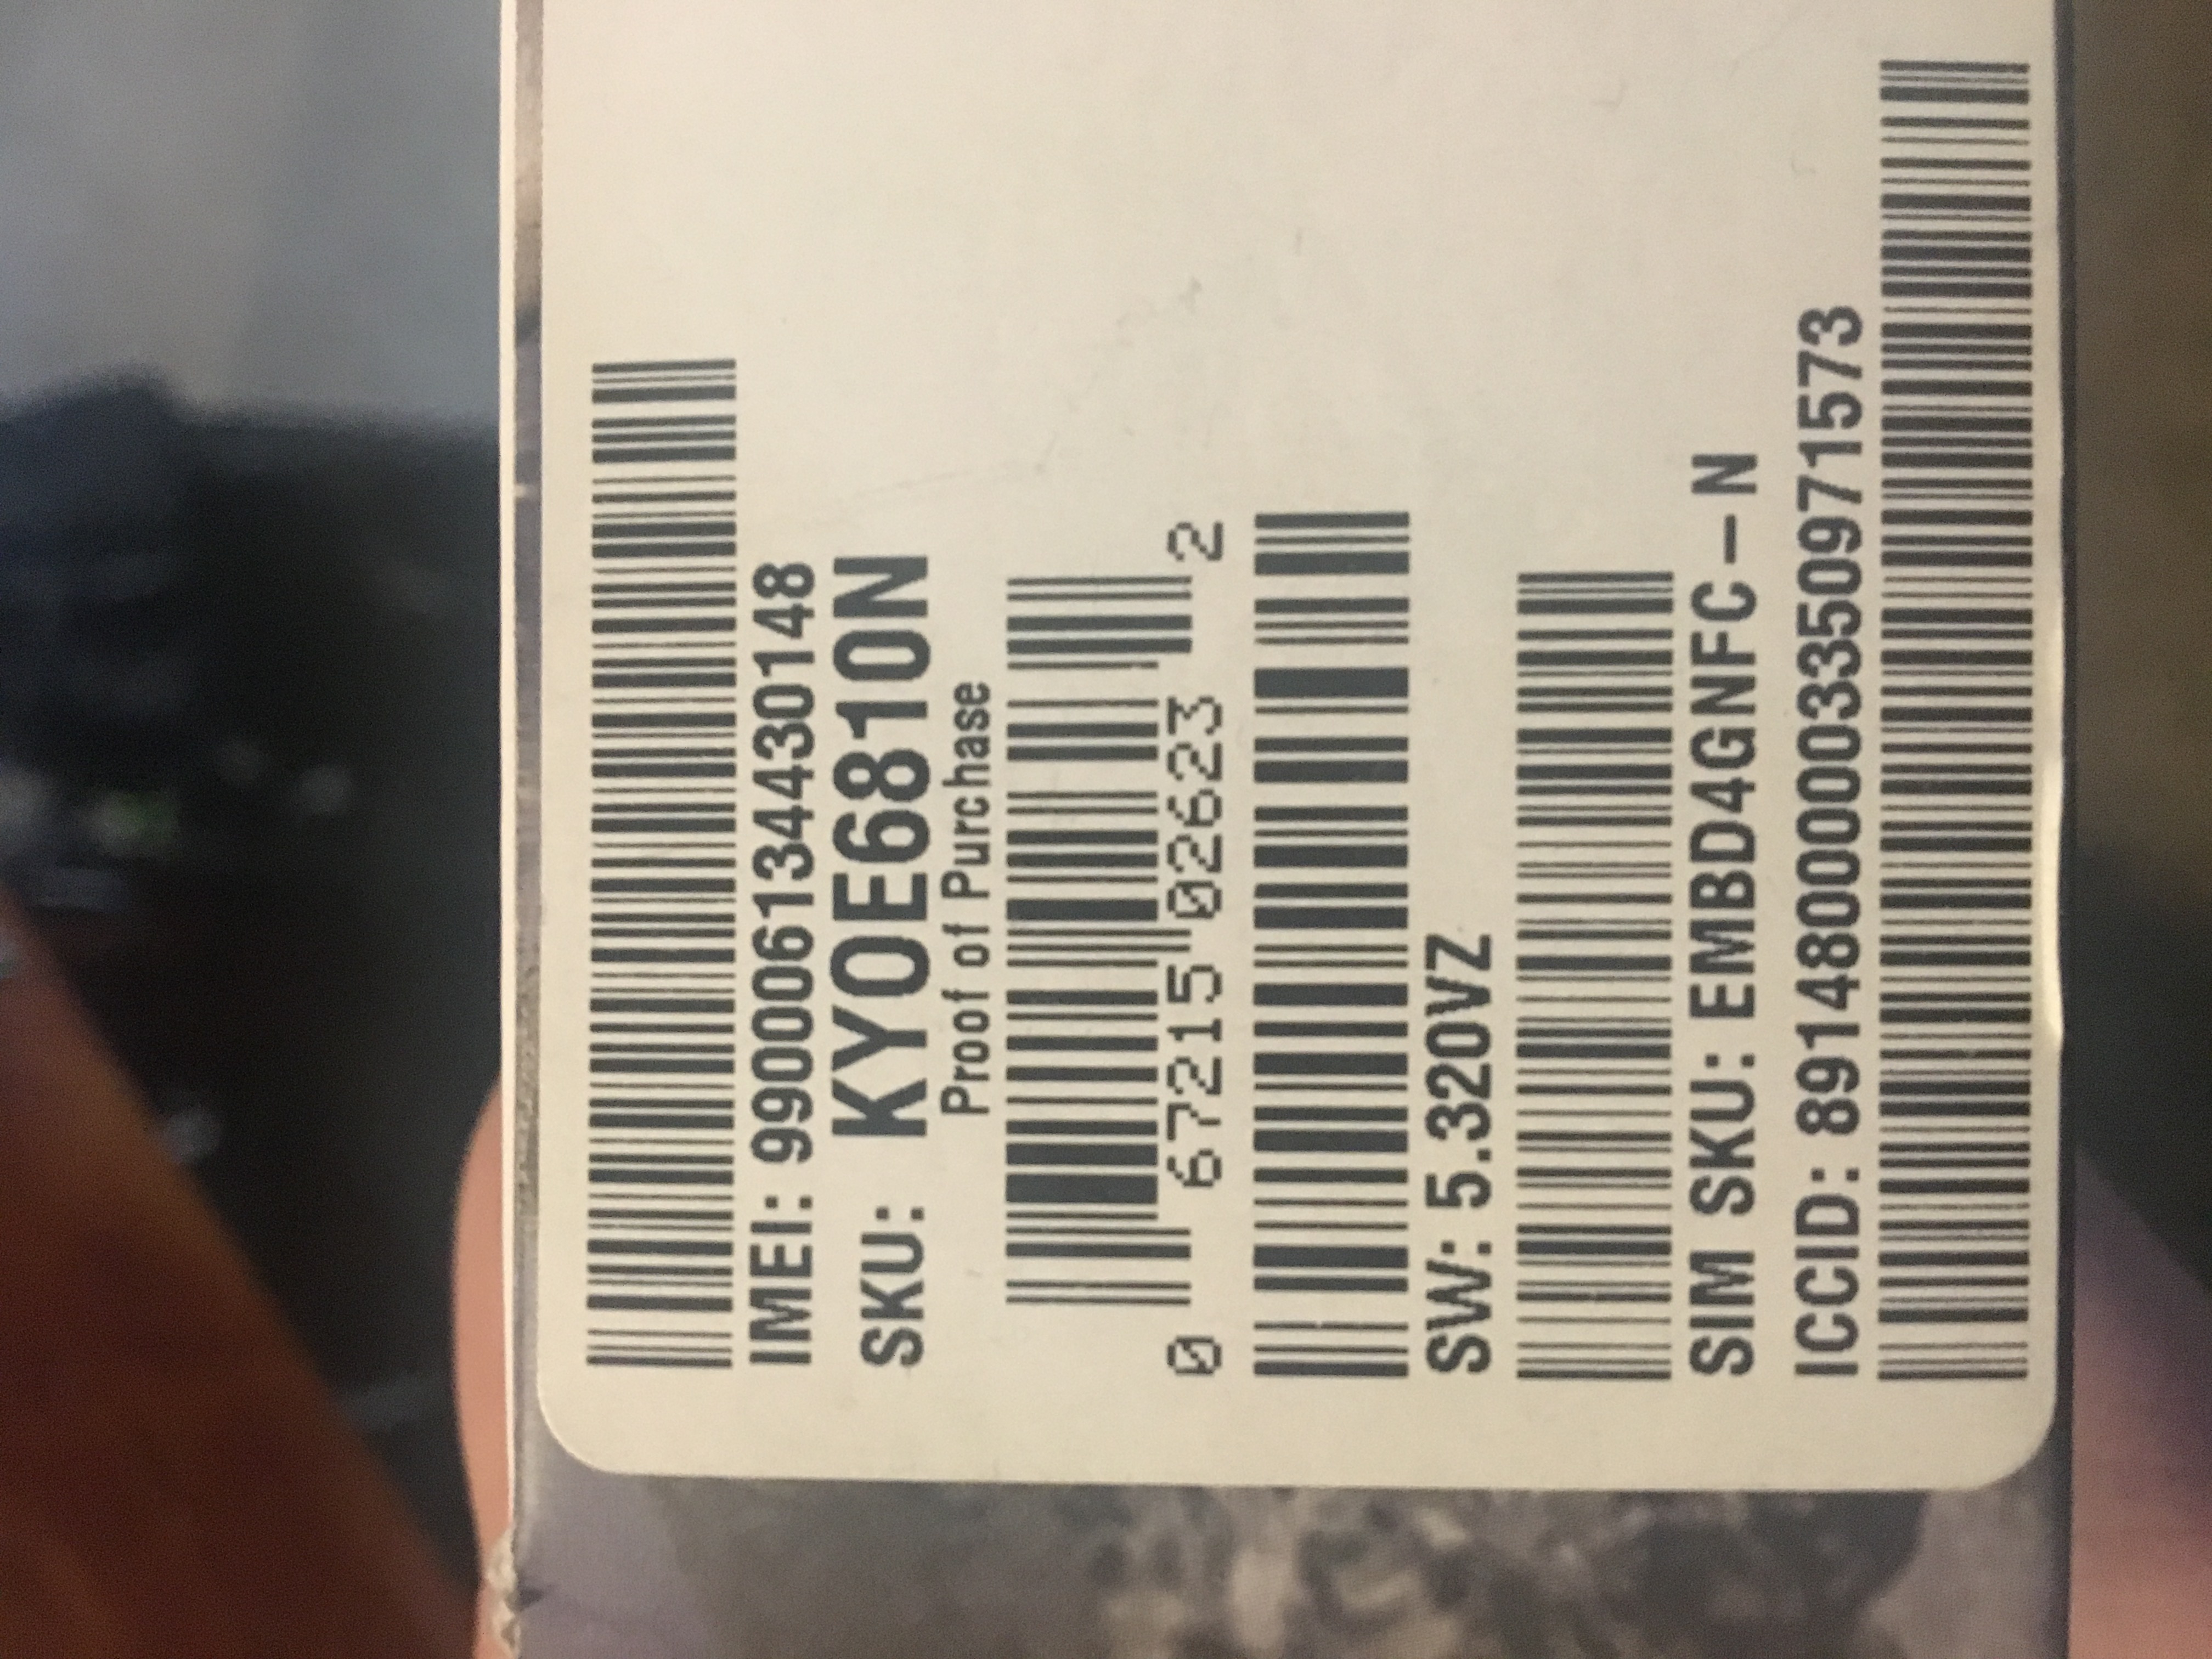 IMEI: 990006134430148
SKU: KYOE6810N
Proof of Purchase
0 67215 02623 2
SW: 5.320VZ
SIM SKU: EMBD4GNFC-N
ICCID: 89148000003350971573